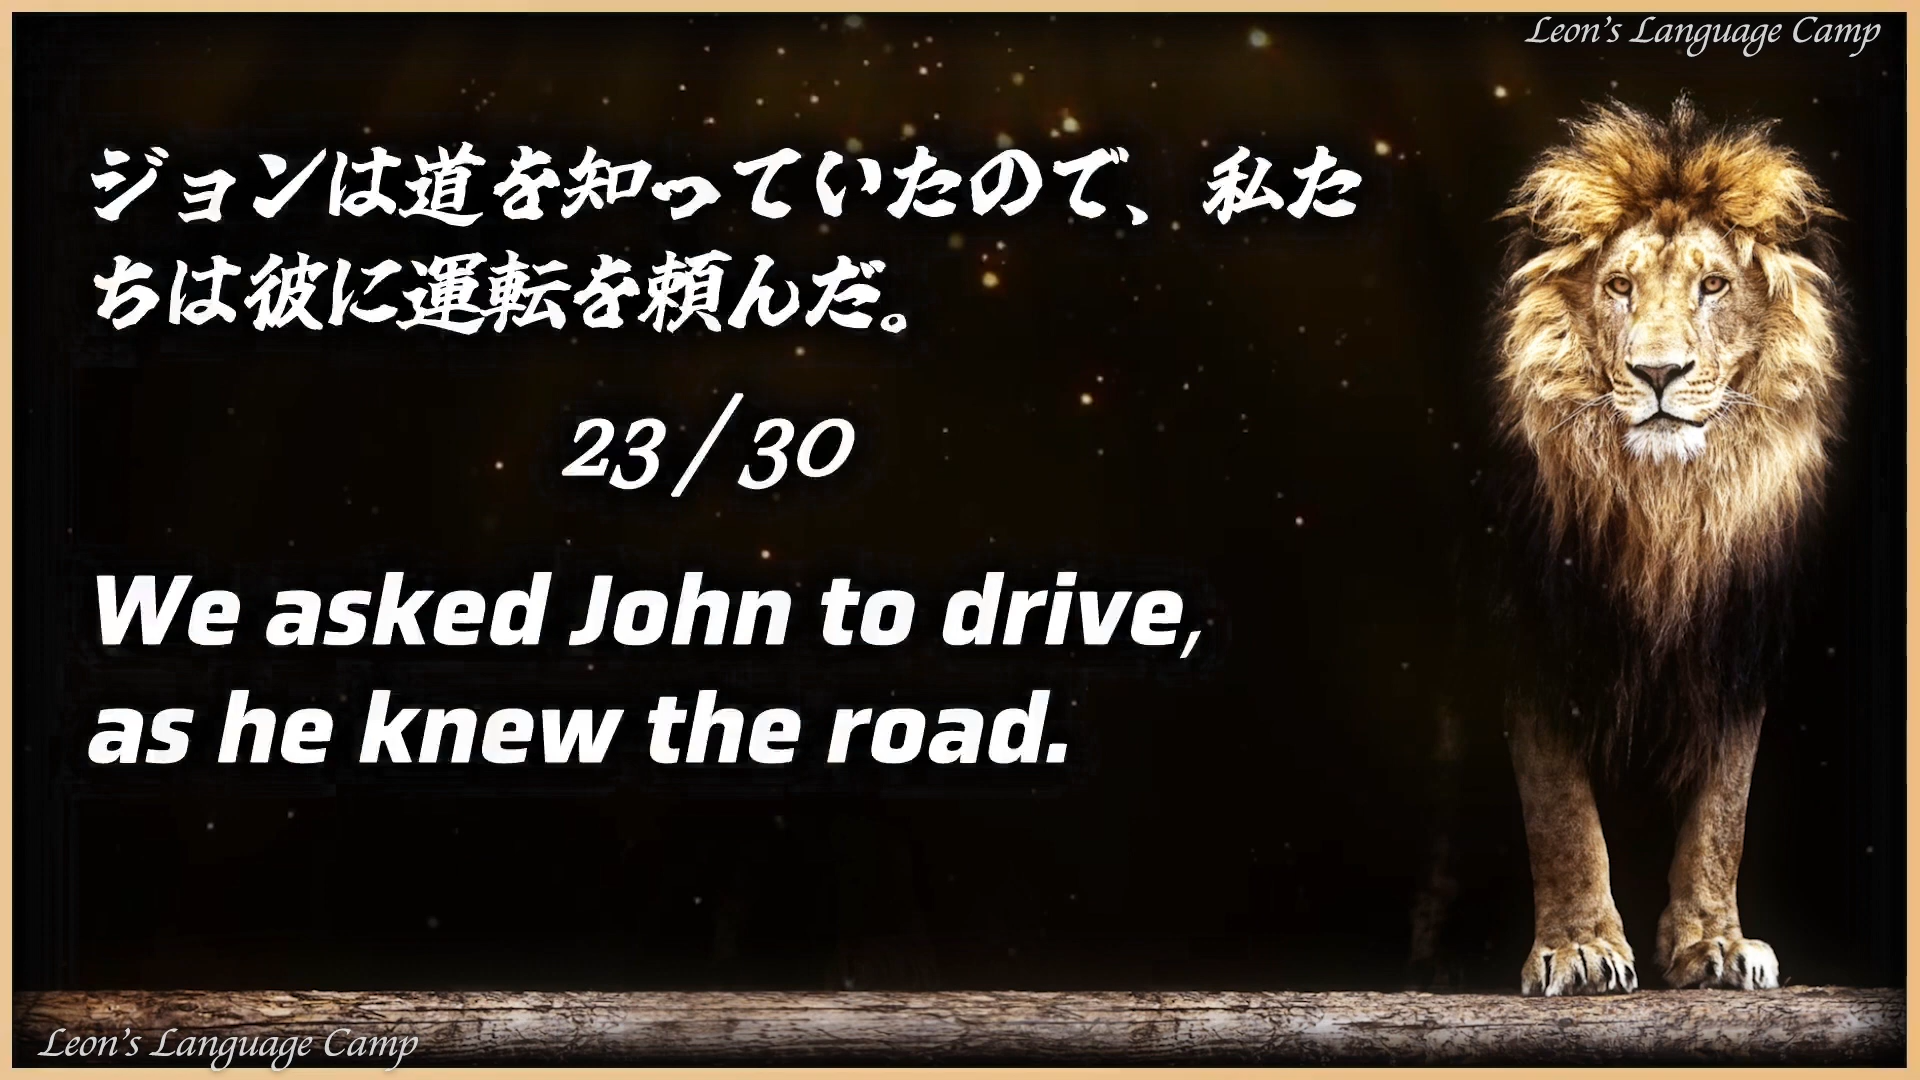 Leon's Language Camp
ジョンは道を知っていたので、私た
ちは彼に運転を頼んだ。
23/30
We asked John to drive,
as he knew the road.
Leon's Language Camp